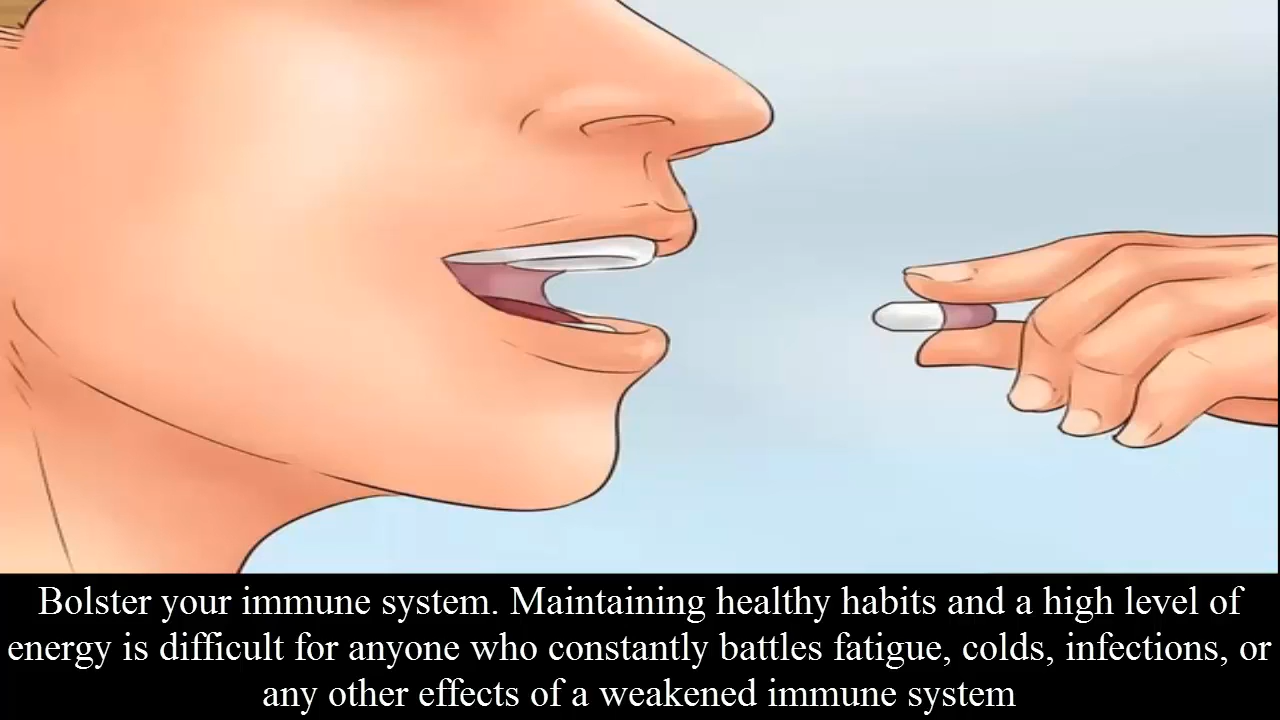 Bolster your immune system. Maintaining healthy habits and a high level of
energy is difficult for anyone who constantly battles fatigue, colds, infections, or
any other effects of a weakened immune system